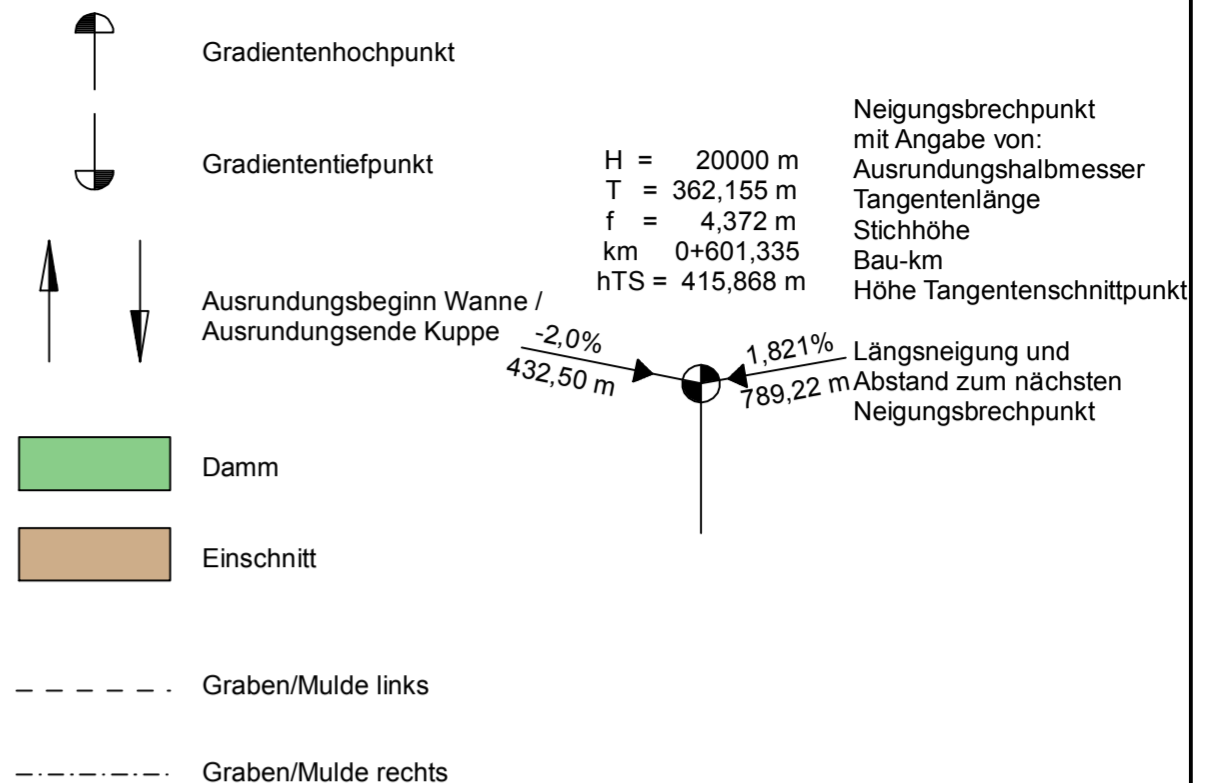 Gradientenhochpunkt
Gradiententiefpunkt
H = 20000 m
T = 362,155 m
f = 4,372 m
km 0+601,335
hTS = 415,868 m
Neigungsbrechpunkt
mit Angabe von:
Ausrundungshalbmesser
Tangentenlänge
Stichhöhe
Bau-km
Höhe Tangentenschnittpunkt
Ausrundungsbeginn Wanne /
Ausrundungsende Kuppe
-2,0%
432,50 m
1,821%
789,22 m
Längsneigung und
Abstand zum nächsten
Neigungsbrechpunkt
Damm
Einschnitt
Graben/Mulde links
Graben/Mulde rechts